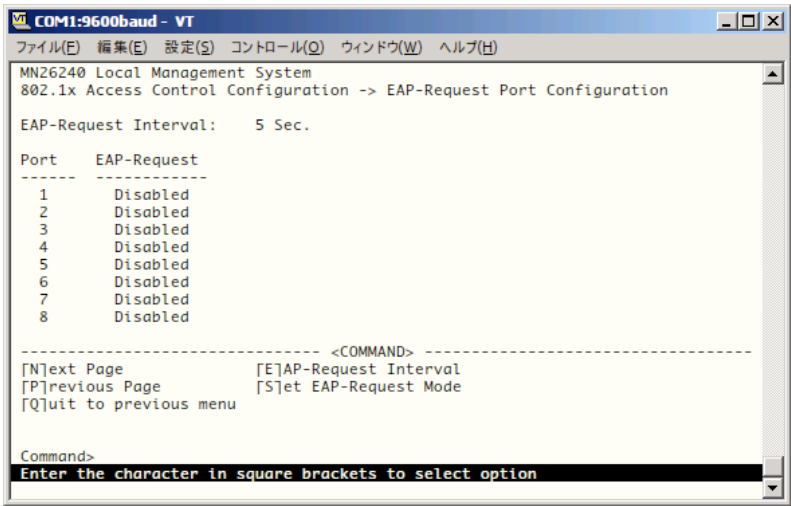 COM1:9600baud - VT
ファイル(F) 編集(E) 設定(S) コントロール(O) ウィンドウ(W) ヘルプ(H)
MN26240 Local Management System
802.1x Access Control Configuration -> EAP-Request Port Configuration
EAP-Request Interval: 5 Sec.
Port EAP-Request
------ ------------
1 Disabled
2 Disabled
3 Disabled
4 Disabled
5 Disabled
6 Disabled
7 Disabled
8 Disabled
-------------------------------- <COMMAND> -----------------------------------
[N]ext Page [E]AP-Request Interval
[P]revious Page [S]et EAP-Request Mode
[Q]uit to previous menu
Command>
Enter the character in square brackets to select option